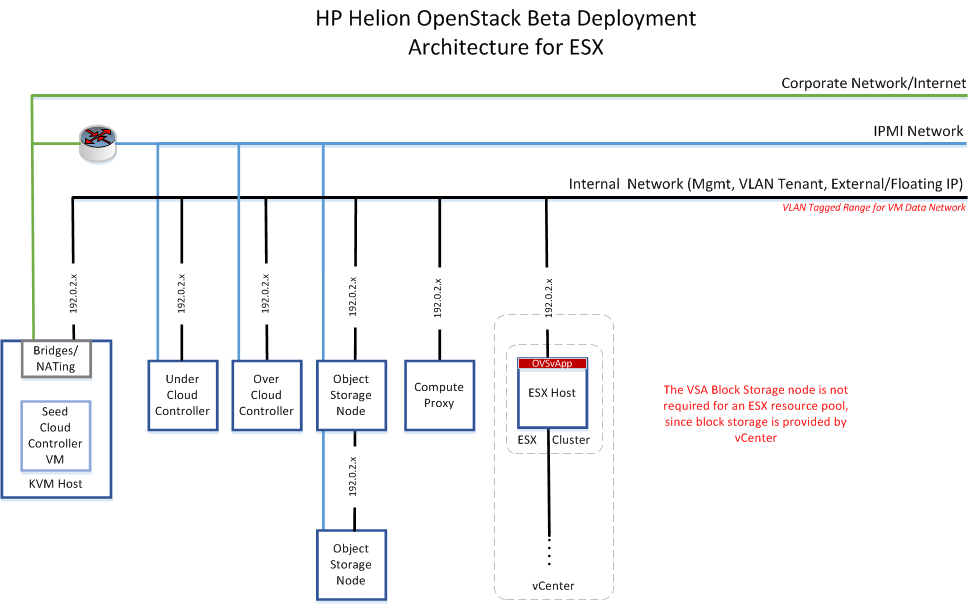 HP Helion OpenStack Beta Deployment
Architecture for ESX
Corporate Network/Internet
IPMI Network
Internal Network (Mgmt, VLAN Tenant, External/Floating IP)
VLAN Tagged Range for VM Data Network
192.0.2.x
192.0.2.x
192.0.2.x
192.0.2.x
192.0.2.x
192.0.2.x
Bridges/
NATing
Seed
Cloud
Controller
VM
KVM Host
Under
Cloud
Controller
Over
Cloud
Controller
Object
Storage
Node
Compute
Proxy
OVSvApp
ESX Host
ESX Cluster
The VSA Block Storage node is not
required for an ESX resource pool,
since block storage is provided by
vCenter
192.0.2.x
Object
Storage
Node
vCenter